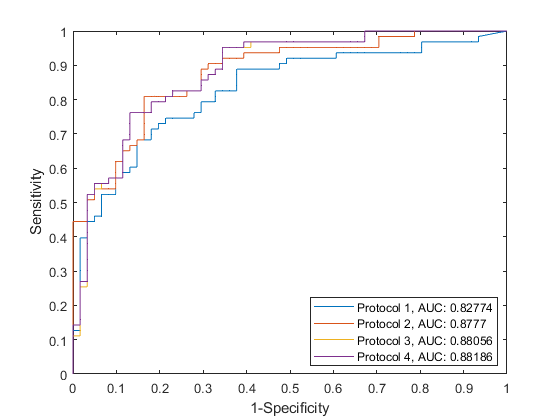 1
0.9
0.8
0.7
0.6
0.5
0.4
0.3
0.2
0.1
0
Sensitivity
Protocol 1, AUC: 0.82774
Protocol 2, AUC: 0.8777
Protocol 3, AUC: 0.88056
Protocol 4, AUC: 0.88186
0 0.1 0.2 0.3 0.4 0.5 0.6 0.7 0.8 0.9 1
1-Specificity